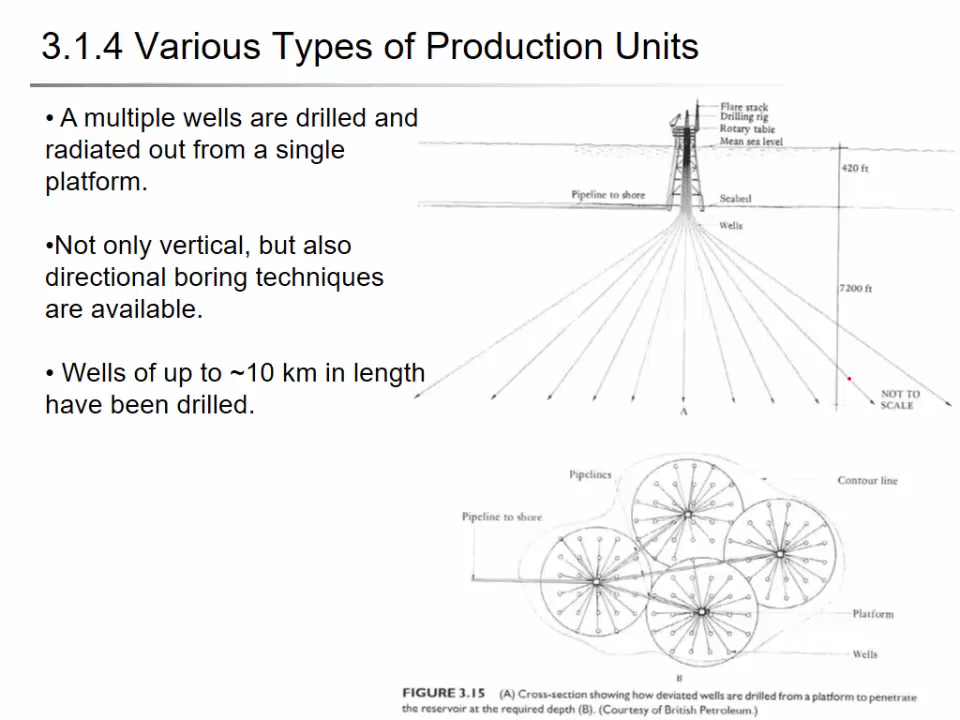 3.1.4 Various Types of Production Units
• A multiple wells are drilled and
radiated out from a single
platform.
•Not only vertical, but also
directional boring techniques
are available.
• Wells of up to ~10 km in length
have been drilled.
Flare stack
Drilling rig
Rotary table
Mean sea level
420 ft
Pipeline to shore
Seabed
Wells
7200 ft
NOT TO
SCALE
A
Pipelines
Contour line
Pipeline to shore
Platform
Wells
B
FIGURE 3.15 (A) Cross-section showing how deviated wells are drilled from a platform to penetrate
the reservoir at the required depth (B). (Courtesy of British Petroleum.)